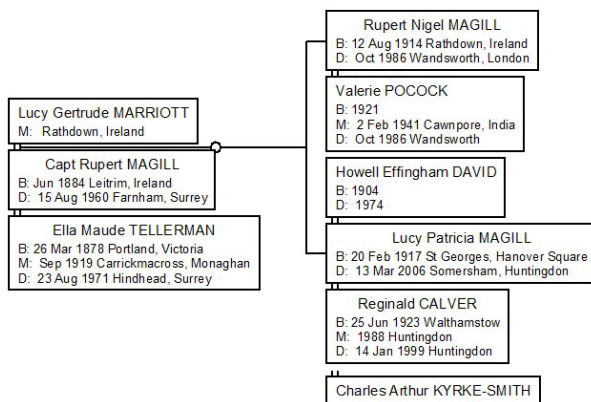 Lucy Gertrude MARRIOTT
M: Rathdown, Ireland
Capt Rupert MAGILL
B: Jun 1884 Leitrim, Ireland
D: 15 Aug 1960 Farnham, Surrey
Ella Maude TELLERMAN
B: 26 Mar 1878 Portland, Victoria
M: Sep 1919 Carrickmacross, Monaghan
D: 23 Aug 1971 Hindhead, Surrey
Rupert Nigel MAGILL
B: 12 Aug 1914 Rathdown, Ireland
D: Oct 1986 Wandsworth, London
Valerie POCOCK
B: 1921
M: 2 Feb 1941 Cawnpore, India
D: Oct 1986 Wandsworth
Howell Effingham DAVID
B: 1904
D: 1974
Lucy Patricia MAGILL
B: 20 Feb 1917 St Georges, Hanover Square
D: 13 Mar 2006 Somersham, Huntingdon
Reginald CALVER
B: 25 Jun 1923 Walthamstow
M: 1988 Huntingdon
D: 14 Jan 1999 Huntingdon
Charles Arthur KYRKE-SMITH